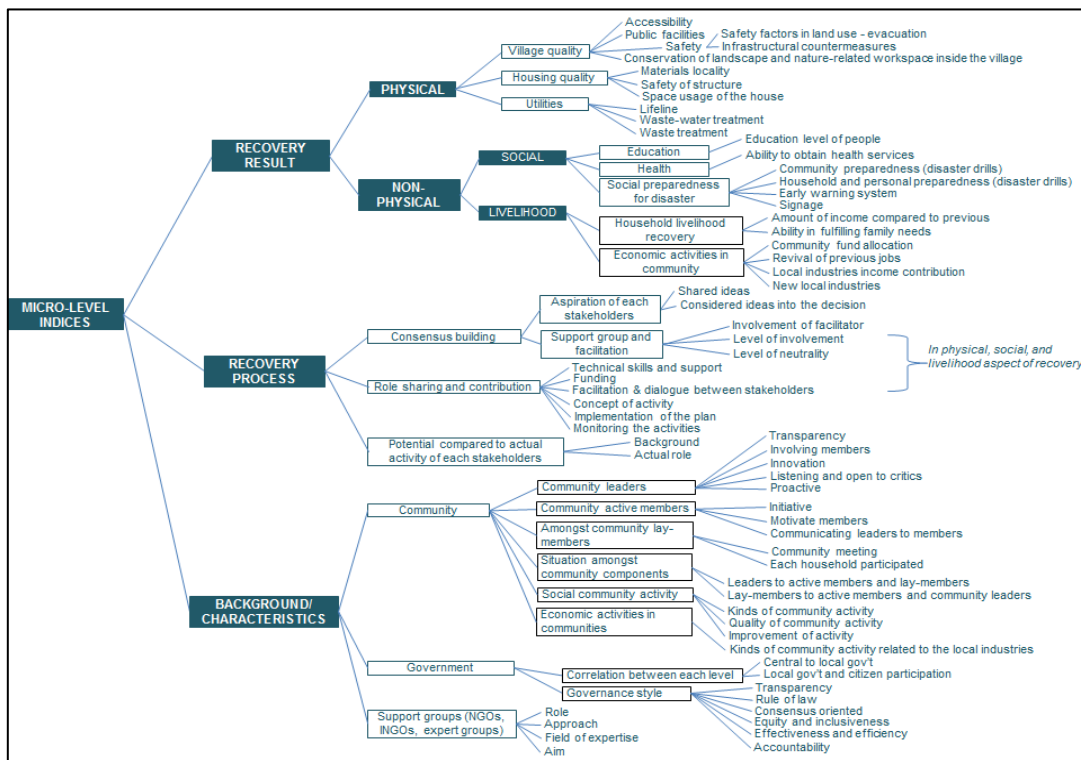 MICRO-LEVEL
INDICES
RECOVERY
RESULT
PHYSICAL
Village quality
Accessibility
Public facilities
Safety
Safety factors in land use - evacuation
Infrastructural countermeasures
Conservation of landscape and nature-related workspace inside the village
Housing quality
Materials locality
Safety of structure
Space usage of the house
Utilities
Lifeline
Waste-water treatment
Waste treatment
NON-
PHYSICAL
SOCIAL
Education
Education level of people
Health
Ability to obtain health services
Social preparedness
for disaster
Community preparedness (disaster drills)
Household and personal preparedness (disaster drills)
Early warning system
Signage
LIVELIHOOD
Household livelihood
recovery
Amount of income compared to previous
Ability in fulfilling family needs
Economic activities in
community
Community fund allocation
Revival of previous jobs
Local industries income contribution
New local industries
RECOVERY
PROCESS
Consensus building
Aspiration of each
stakeholders
Shared ideas
Considered ideas into the decision
Support group and
facilitation
Involvement of facilitator
Level of involvement
Level of neutrality
In physical, social, and
livelihood aspect of recovery
Role sharing and contribution
Technical skills and support
Funding
Facilitation & dialogue between stakeholders
Concept of activity
Implementation of the plan
Monitoring the activities
Potential compared to actual
activity of each stakeholders
Background
Actual role
BACKGROUND/
CHARACTERISTICS
Community
Community leaders
Transparency
Involving members
Innovation
Listening and open to critics
Proactive
Community active members
Initiative
Motivate members
Communicating leaders to members
Amongst community lay-
members
Community meeting
Each household participated
Situation amongst
community components
Leaders to active members and lay-members
Lay-members to active members and community leaders
Social community activity
Kinds of community activity
Quality of community activity
Improvement of activity
Economic activities in
communities
Kinds of community activity related to the local industries
Government
Correlation between each level
Central to local gov't
Local gov't and citizen participation
Governance style
Transparency
Rule of law
Consensus oriented
Equity and inclusiveness
Effectiveness and efficiency
Accountability
Support groups (NGOs,
INGOs, expert groups)
Role
Approach
Field of expertise
Aim